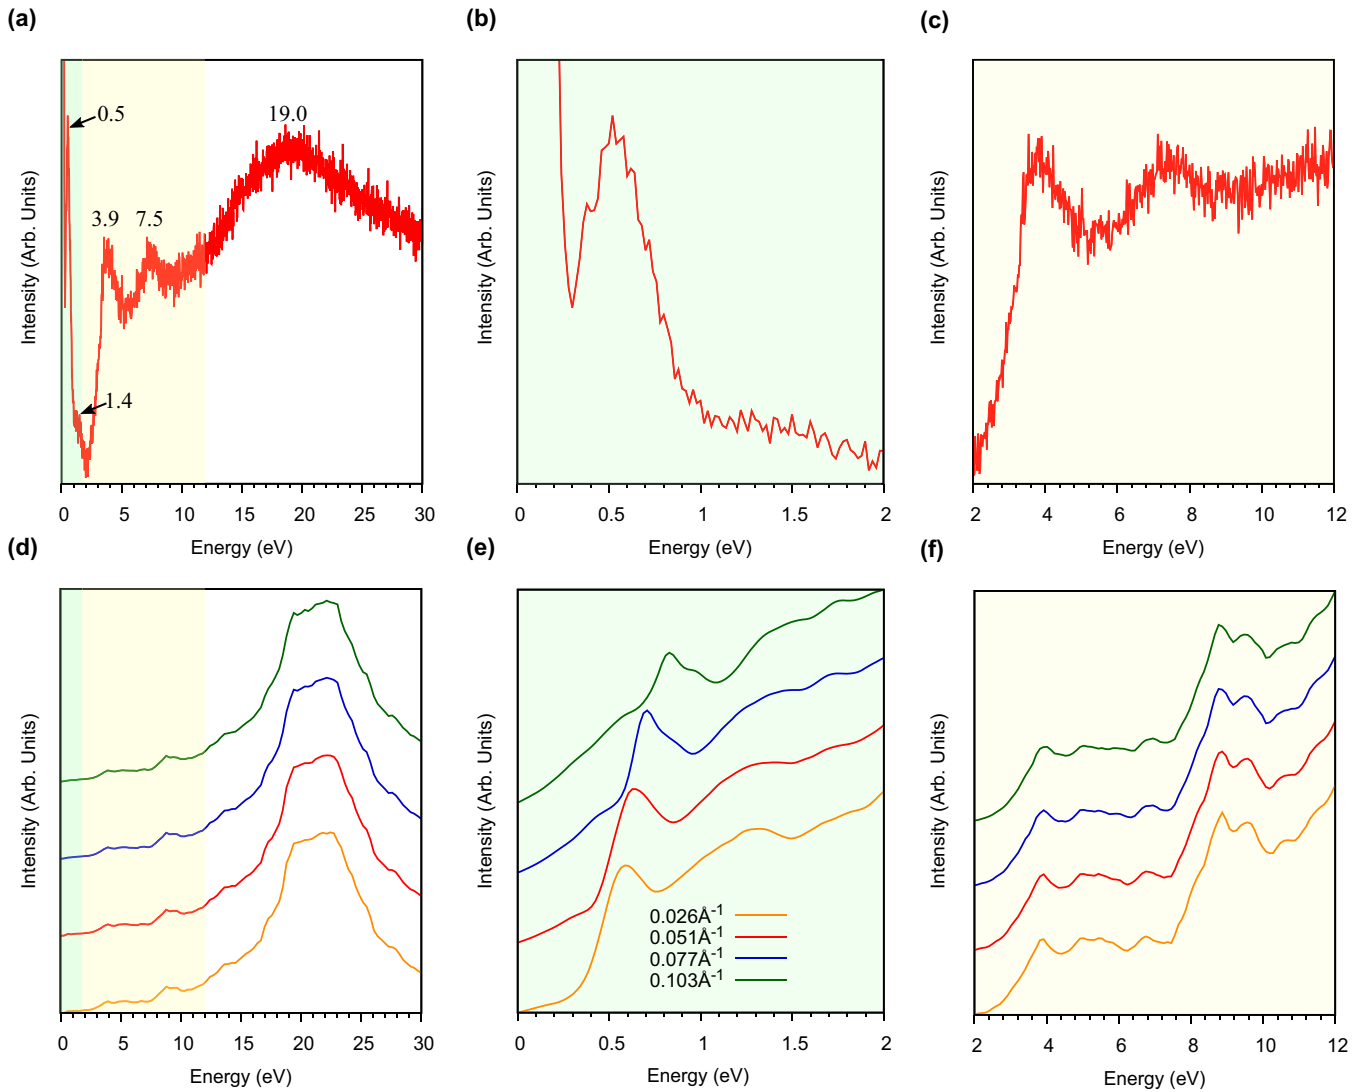 (a)
(b)
(c)
0.5
3.9
7.5
19.0
1.4
Intensity (Arb. Units)
0 5 10 15 20 25 30
Energy (eV)
Intensity (Arb. Units)
0 0.5 1 1.5 2
Energy (eV)
Intensity (Arb. Units)
2 4 6 8 10 12
Energy (eV)
(d)
(e)
(f)
Intensity (Arb. Units)
0 5 10 15 20 25 30
Energy (eV)
Intensity (Arb. Units)
0.026Å⁻¹
0.051Å⁻¹
0.077Å⁻¹
0.103Å⁻¹
0 0.5 1 1.5 2
Energy (eV)
Intensity (Arb. Units)
2 4 6 8 10 12
Energy (eV)